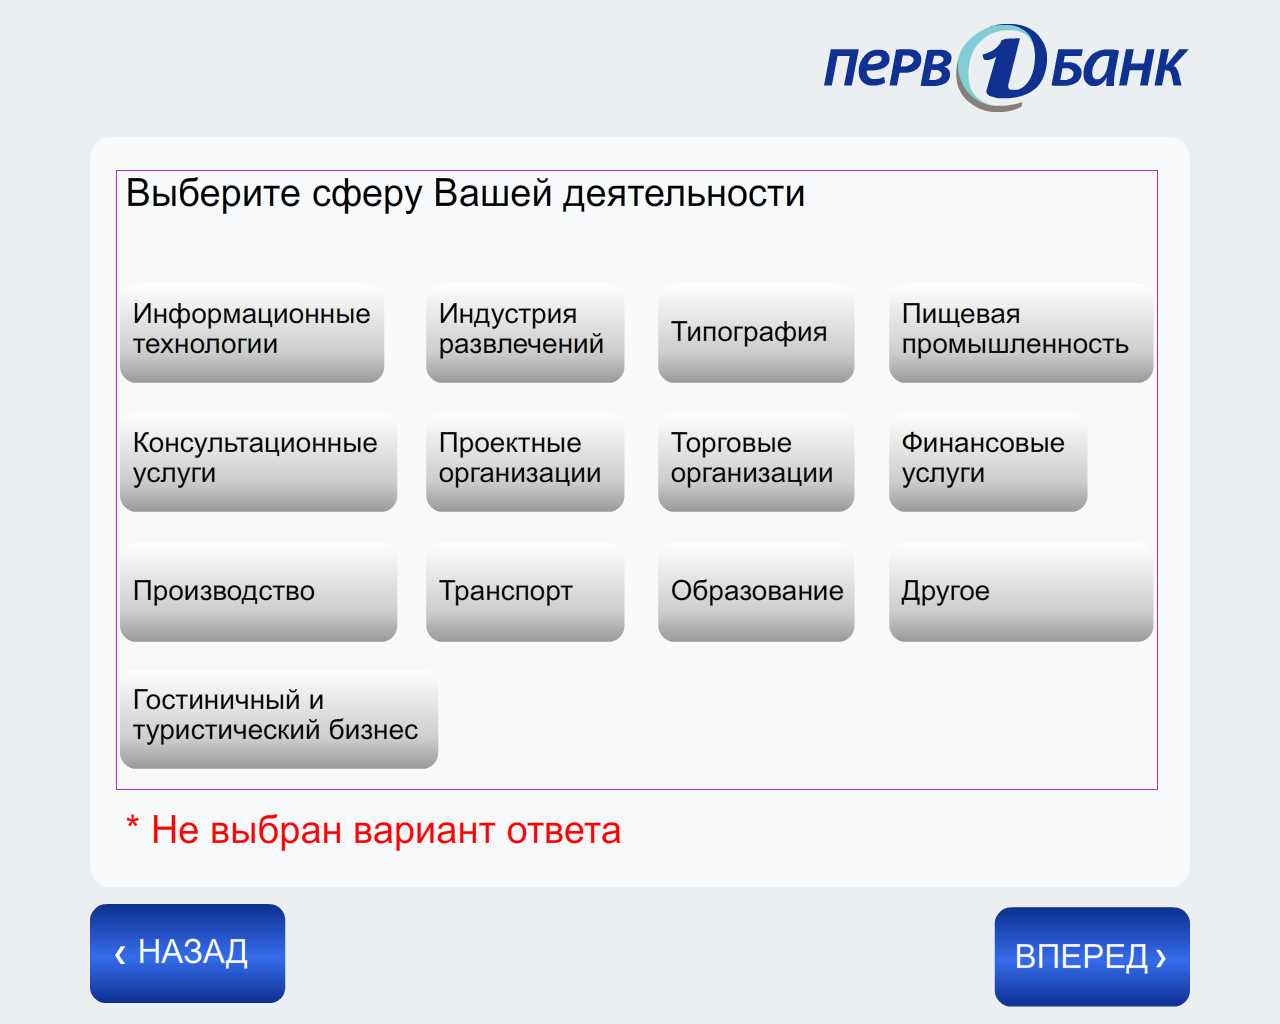 ПЕРВ1БАНК
Выберите сферу Вашей деятельности
Информационные
технологии
Индустрия
развлечений
Типография
Пищевая
промышленность
Консультационные
услуги
Проектные
организации
Торговые
организации
Финансовые
услуги
Производство
Транспорт
Образование
Другое
Гостиничный и
туристический бизнес
* Не выбран вариант ответа
‹ НАЗАД
ВПЕРЕД ›